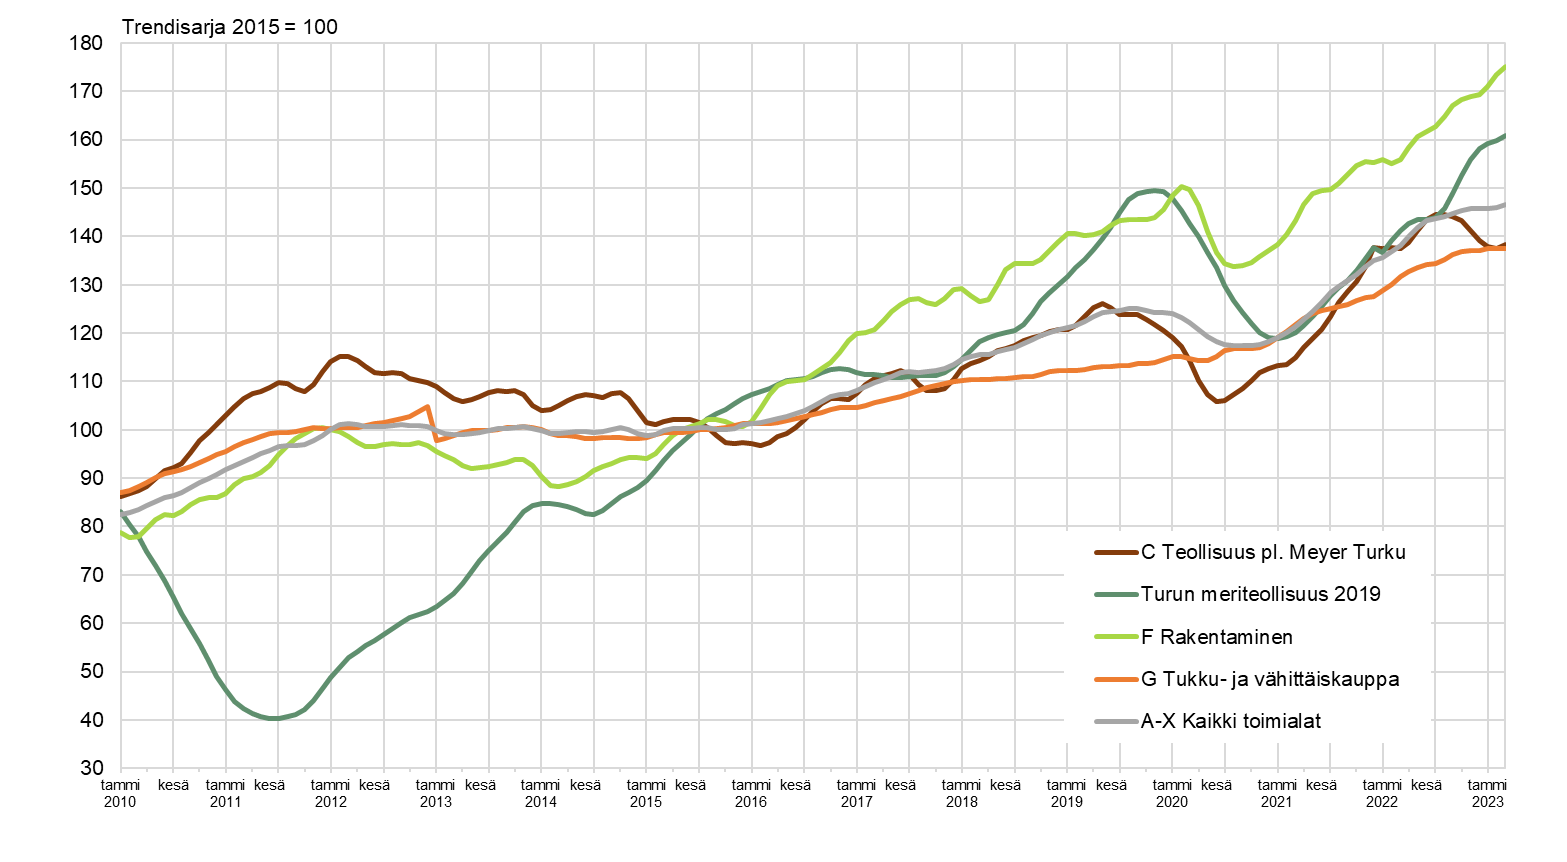 Trendisarja 2015 = 100
180
170
160
150
140
130
120
110
100
90
80
70
60
50
40
30
C Teollisuus pl. Meyer Turku
Turun meriteollisuus 2019
F Rakentaminen
G Tukku- ja vähittäiskauppa
A-X Kaikki toimialat
tammi kesä tammi kesä tammi kesä tammi kesä tammi kesä tammi kesä tammi kesä tammi kesä tammi kesä tammi kesä tammi kesä tammi kesä tammi kesä tammi
2010 2011 2012 2013 2014 2015 2016 2017 2018 2019 2020 2021 2022 2023